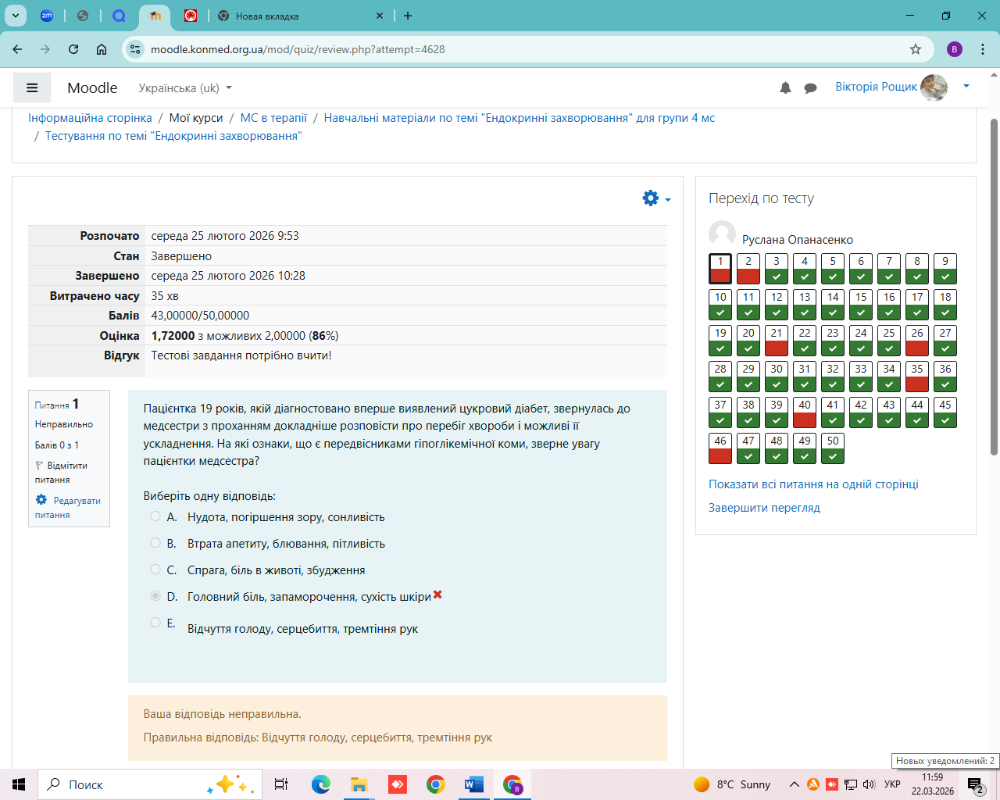 zm
Новая вкладка
moodle.konmed.org.ua/mod/quiz/review.php?attempt=4628
В
Moodle
Українська (uk)
Вікторія Рощик
Інформаційна сторінка / Мої курси / МС в терапії / Навчальні матеріали по темі "Ендокринні захворювання" для групи 4 мс
/ Тестування по темі "Ендокринні захворювання"
Розпочато середа 25 лютого 2026 9:53
Стан Завершено
Завершено середа 25 лютого 2026 10:28
Витрачено часу 35 хв
Балів 43,00000/50,00000
Оцінка 1,72000 з можливих 2,00000 (86%)
Відгук Тестові завдання потрібно вчити!
Питання 1
Неправильно
Балів 0 з 1
Відмітити
питання
Редагувати
питання
Пацієнтка 19 років, якій діагностовано вперше виявлений цукровий діабет, звернулась до
медсестри з проханням докладніше розповісти про перебіг хвороби і можливі її
ускладнення. На які ознаки, що є передвісниками гіпоглікемічної коми, зверне увагу
пацієнтки медсестра?
Виберіть одну відповідь:
A. Нудота, погіршення зору, сонливість
B. Втрата апетиту, блювання, пітливість
C. Спрага, біль в животі, збудження
D. Головний біль, запаморочення, сухість шкіри
E. Відчуття голоду, серцебиття, тремтіння рук
Ваша відповідь неправильна.
Правильна відповідь: Відчуття голоду, серцебиття, тремтіння рук
Перехід по тесту
Руслана Опанасенко
1 2 3 4 5 6 7 8 9
10 11 12 13 14 15 16 17 18
19 20 21 22 23 24 25 26 27
28 29 30 31 32 33 34 35 36
37 38 39 40 41 42 43 44 45
46 47 48 49 50
Показати всі питання на одній сторінці
Завершити перегляд
Новых уведомлений: 2
Поиск
8°C Sunny
УКР
11:59
22.03.2026
2